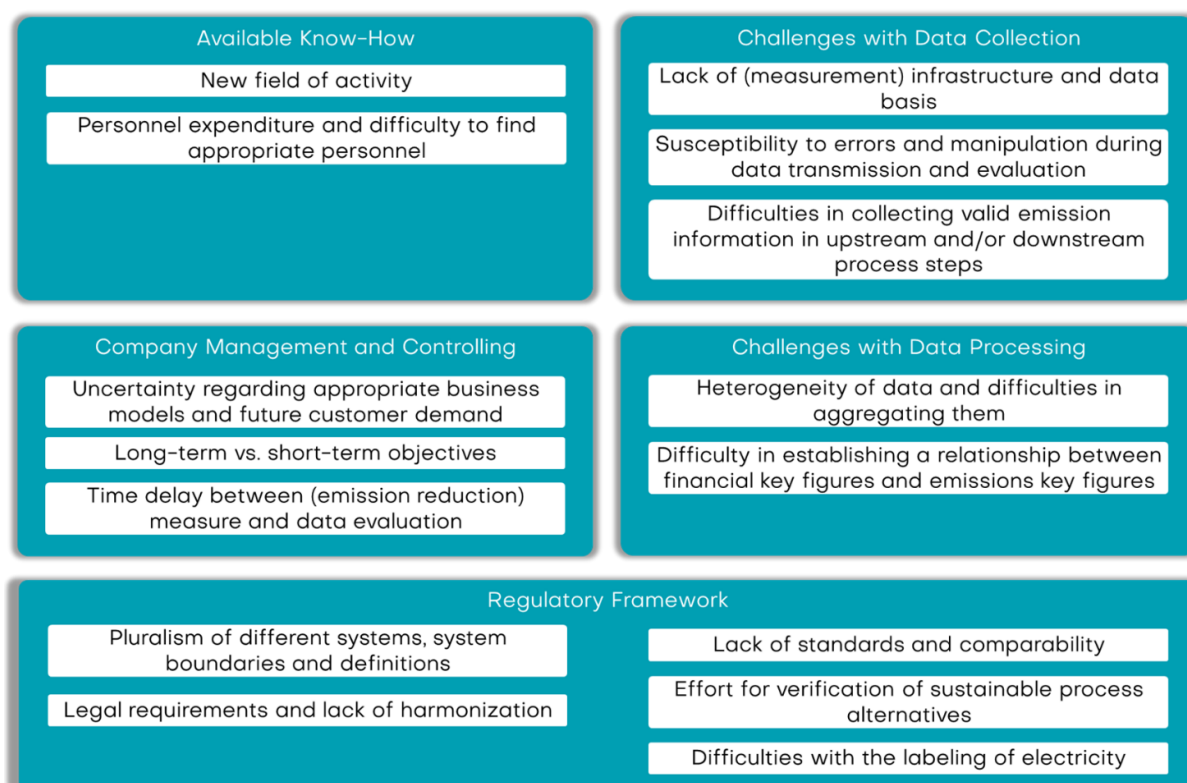 Available Know-How
New field of activity
Personnel expenditure and difficulty to find
appropriate personnel
Challenges with Data Collection
Lack of (measurement) infrastructure and data
basis
Susceptibility to errors and manipulation during
data transmission and evaluation
Difficulties in collecting valid emission
information in upstream and/or downstream
process steps
Company Management and Controlling
Uncertainty regarding appropriate business
models and future customer demand
Long-term vs. short-term objectives
Time delay between (emission reduction)
measure and data evaluation
Challenges with Data Processing
Heterogeneity of data and difficulties in
aggregating them
Difficulty in establishing a relationship between
financial key figures and emissions key figures
Regulatory Framework
Pluralism of different systems, system
boundaries and definitions
Legal requirements and lack of harmonization
Lack of standards and comparability
Effort for verification of sustainable process
alternatives
Difficulties with the labeling of electricity